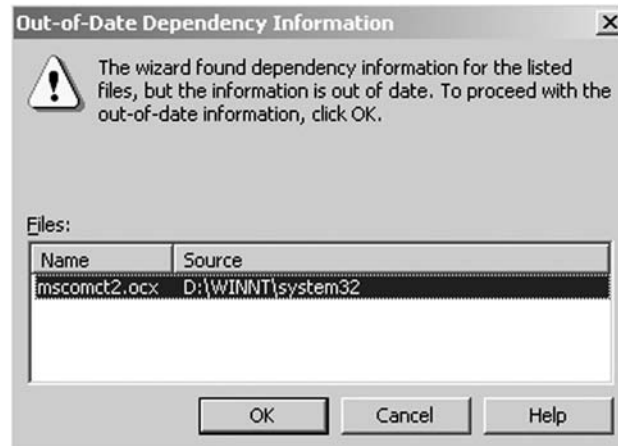 Out-of-Date Dependency Information
The wizard found dependency information for the listed
files, but the information is out of date. To proceed with the
out-of-date information, click OK.
Files:
Name Source
mscomct2.ocx D:\WINNT\system32
OK Cancel Help